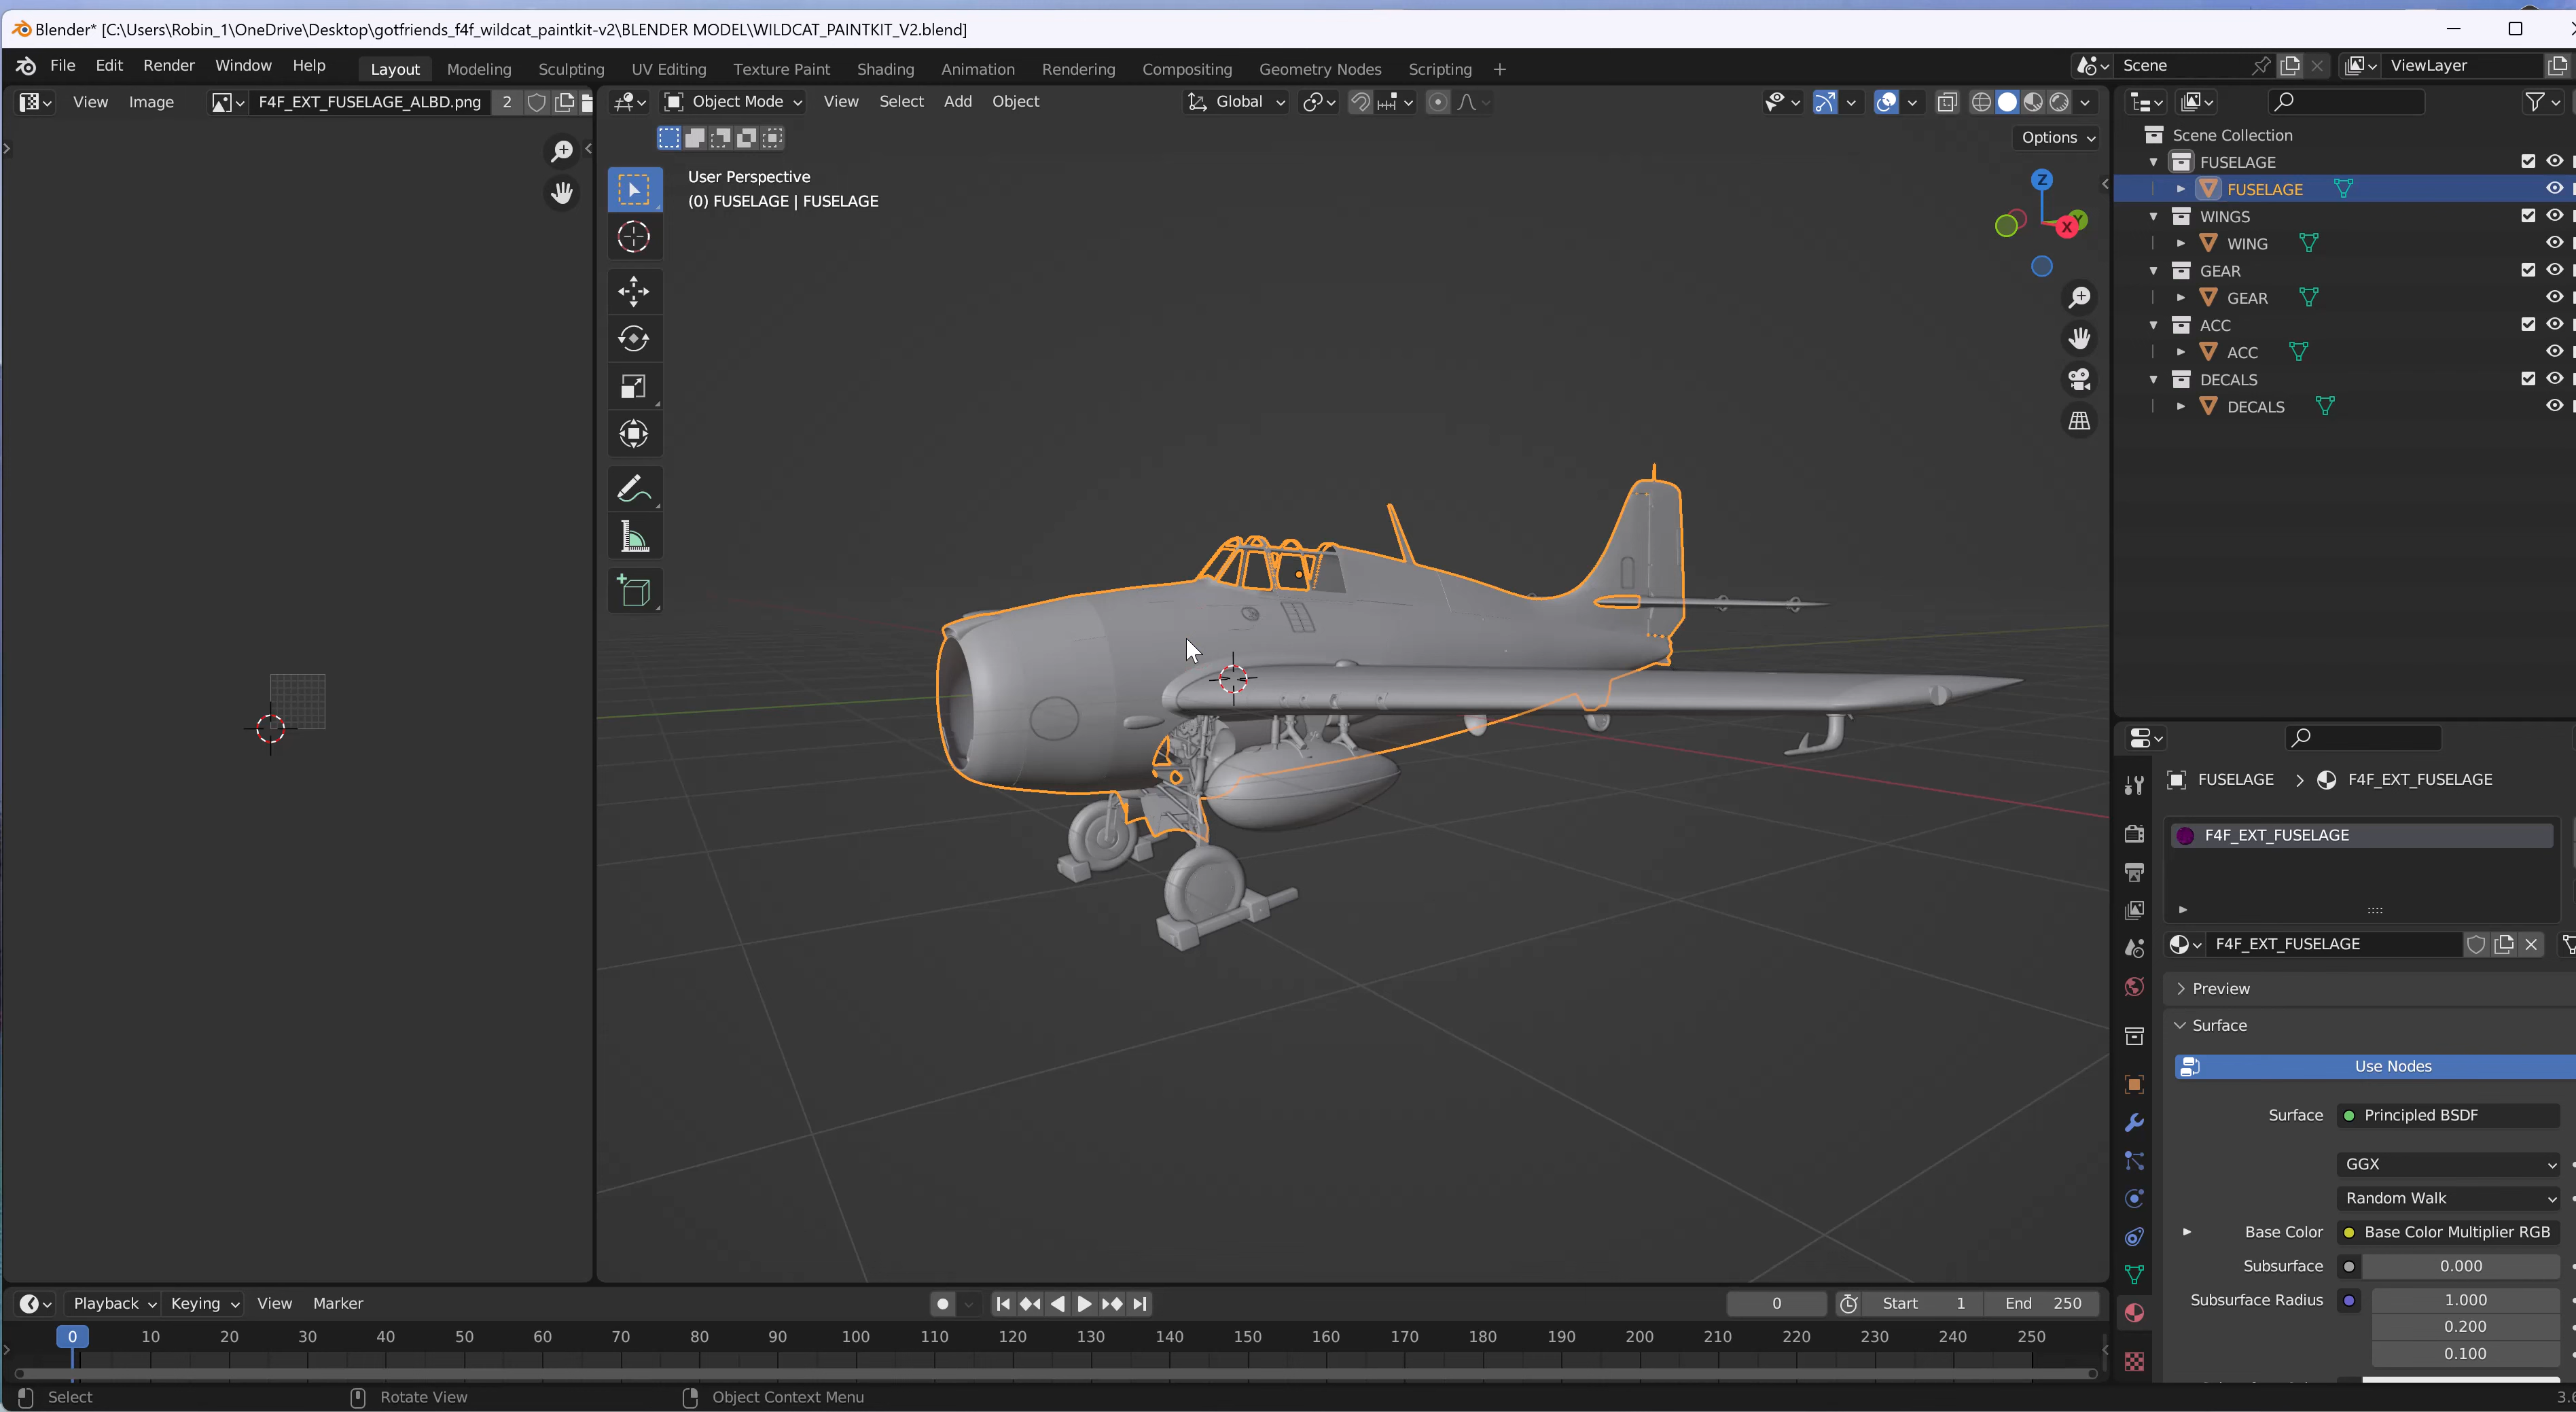 Blender* [C:\Users\Robin_1\OneDrive\Desktop\gotfriends_f4f_wildcat_paintkit-v2\BLENDER MODEL\WILDCAT_PAINTKIT_V2.blend]
File Edit Render Window Help Layout Modeling Sculpting UV Editing Texture Paint Shading Animation Rendering Compositing Geometry Nodes Scripting + Scene ViewLayer
View Image F4F_EXT_FUSELAGE_ALBD.png 2 Object Mode View Select Add Object Global
Options
User Perspective
(0) FUSELAGE | FUSELAGE
Z
Y
X
Scene Collection
FUSELAGE
FUSELAGE
WINGS
WING
GEAR
GEAR
ACC
ACC
DECALS
DECALS
FUSELAGE > F4F_EXT_FUSELAGE
F4F_EXT_FUSELAGE
F4F_EXT_FUSELAGE
Preview
Surface
Use Nodes
Surface Principled BSDF
GGX
Random Walk
Base Color Base Color Multiplier RGB
Subsurface 0.000
Subsurface Radius 1.000
0.200
0.100
Playback Keying View Marker 0 Start 1 End 250
0 10 20 30 40 50 60 70 80 90 100 110 120 130 140 150 160 170 180 190 200 210 220 230 240 250
Select Rotate View Object Context Menu